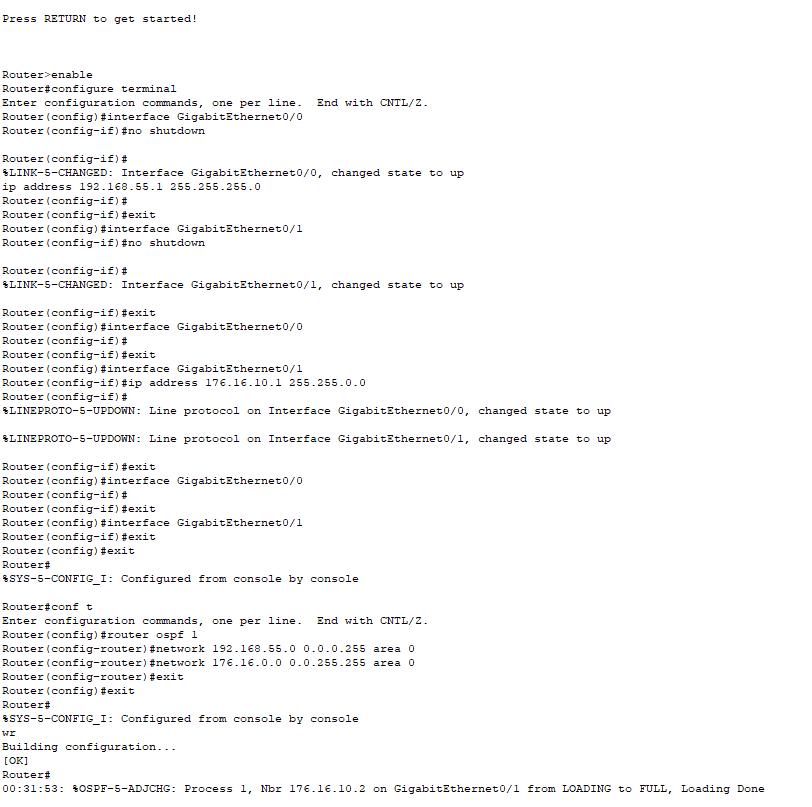 Press RETURN to get started!
Router>enable
Router#configure terminal
Enter configuration commands, one per line.  End with CNTL/Z.
Router(config)#interface GigabitEthernet0/0
Router(config-if)#no shutdown
Router(config-if)#
%LINK-5-CHANGED: Interface GigabitEthernet0/0, changed state to up
ip address 192.168.55.1 255.255.255.0
Router(config-if)#
Router(config-if)#exit
Router(config-if)#interface GigabitEthernet0/1
Router(config-if)#no shutdown
Router(config-if)#
%LINK-5-CHANGED: Interface GigabitEthernet0/1, changed state to up
Router(config-if)#exit
Router(config)#interface GigabitEthernet0/0
Router(config-if)#
Router(config-if)#exit
Router(config)#interface GigabitEthernet0/1
Router(config-if)#ip address 176.16.10.1 255.255.0.0
Router(config-if)#
%LINEPROTO-5-UPDOWN: Line protocol on Interface GigabitEthernet0/0, changed state to up
%LINEPROTO-5-UPDOWN: Line protocol on Interface GigabitEthernet0/1, changed state to up
Router(config-if)#exit
Router(config)#interface GigabitEthernet0/0
Router(config-if)#
Router(config-if)#exit
Router(config)#interface GigabitEthernet0/1
Router(config-if)#exit
Router(config)#exit
Router#
%SYS-5-CONFIG_I: Configured from console by console
Router#conf t
Enter configuration commands, one per line.  End with CNTL/Z.
Router(config)#router ospf 1
Router(config-router)#network 192.168.55.0 0.0.0.255 area 0
Router(config-router)#network 176.16.0.0 0.0.255.255 area 0
Router(config-router)#exit
Router(config)#exit
Router#
%SYS-5-CONFIG_I: Configured from console by console
wr
Building configuration...
[OK]
Router#
00:31:53: %OSPF-5-ADJCHG: Process 1, Nbr 176.16.10.2 on GigabitEthernet0/1 from LOADING to FULL, Loading Done